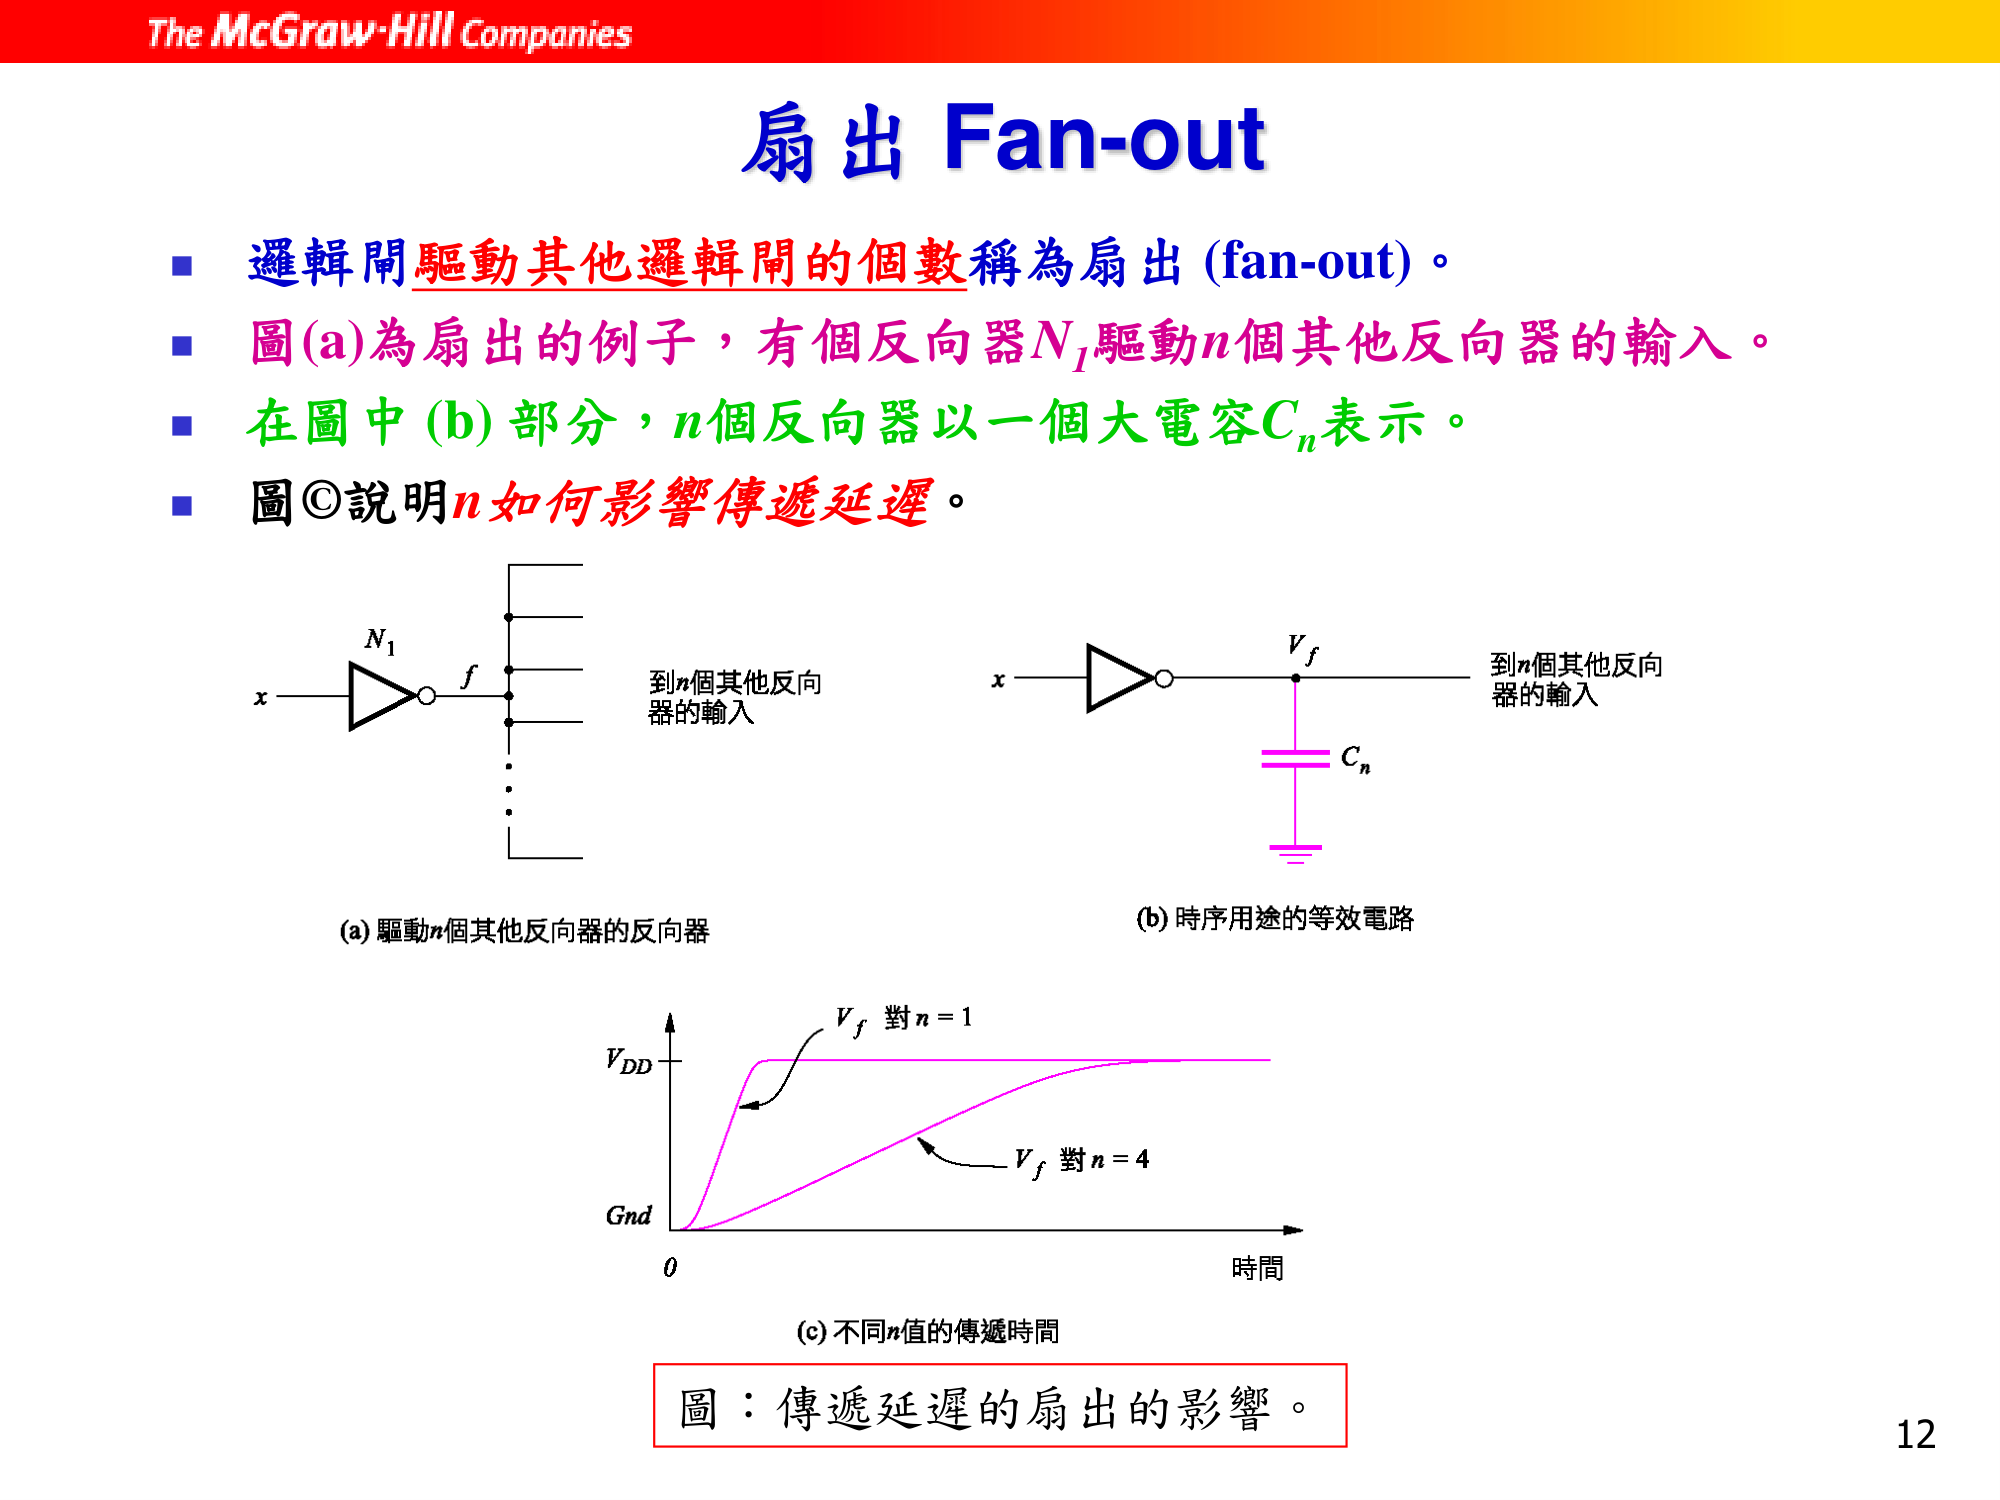 The McGraw-Hill Companies
扇出 Fan-out
邏輯閘驅動其他邏輯閘的個數稱為扇出 (fan-out)。
圖(a)為扇出的例子，有個反向器N1驅動n個其他反向器的輸入。
在圖中 (b) 部分，n個反向器以一個大電容Cn表示。
圖©說明n如何影響傳遞延遲。
N1
x
f
到n個其他反向
器的輸入
(a) 驅動n個其他反向器的反向器
x
Vf
到n個其他反向
器的輸入
Cn
(b) 時序用途的等效電路
Vf 對 n = 1
VDD
Vf 對 n = 4
Gnd
0
時間
(c) 不同n值的傳遞時間
圖：傳遞延遲的扇出的影響。
12